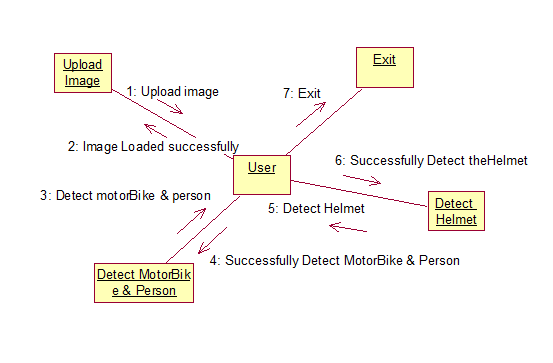 Upload
Image
Exit
1: Upload image
7: Exit
2: Image Loaded successfully
User
6: Successfully Detect theHelmet
3: Detect motorBike & person
5: Detect Helmet
Detect
Helmet
4: Successfully Detect MotorBike & Person
Detect MotorBik
e & Person